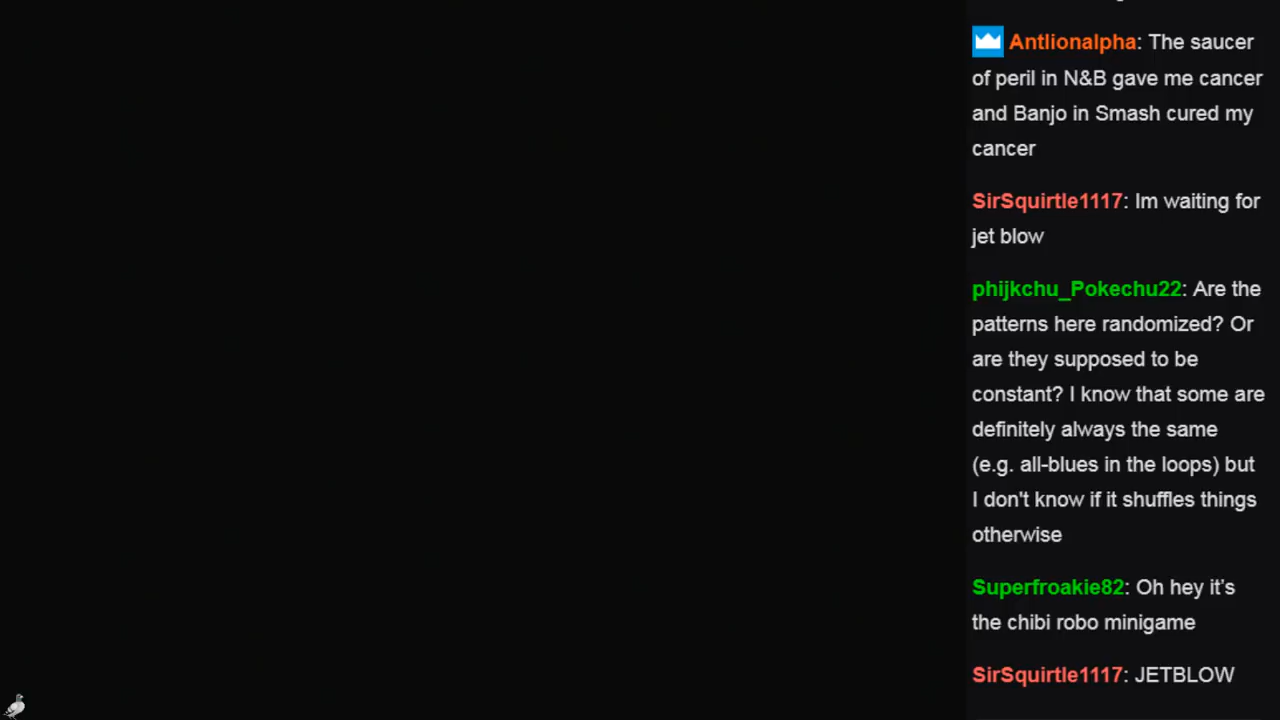 Antlionalpha: The saucer
of peril in N&B gave me cancer
and Banjo in Smash cured my
cancer
SirSquirtle1117: Im waiting for
jet blow
phijkchu_Pokechu22: Are the
patterns here randomized? Or
are they supposed to be
constant? I know that some are
definitely always the same
(e.g. all-blues in the loops) but
I don't know if it shuffles things
otherwise
Superfroakie82: Oh hey it's
the chibi robo minigame
SirSquirtle1117: JETBLOW